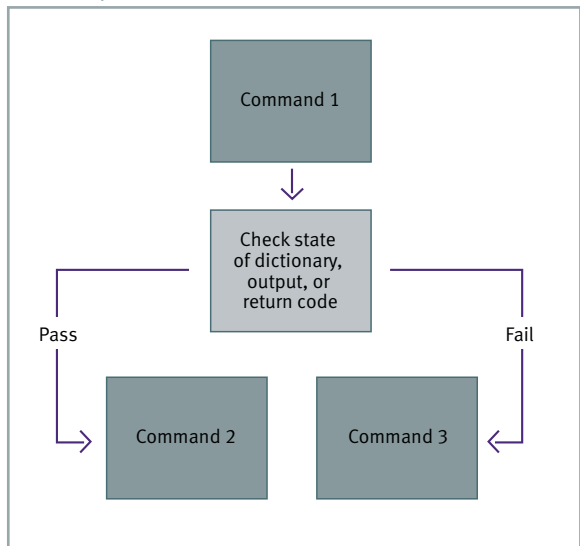 Command 1
Check state
of dictionary,
output, or
return code
Pass
Fail
Command 2
Command 3